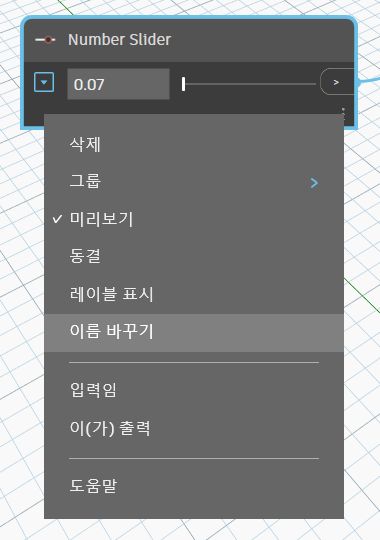 Number Slider
0.07
>
삭제
그룹
미리보기
동결
레이블 표시
이름 바꾸기
입력임
이(가) 출력
도움말